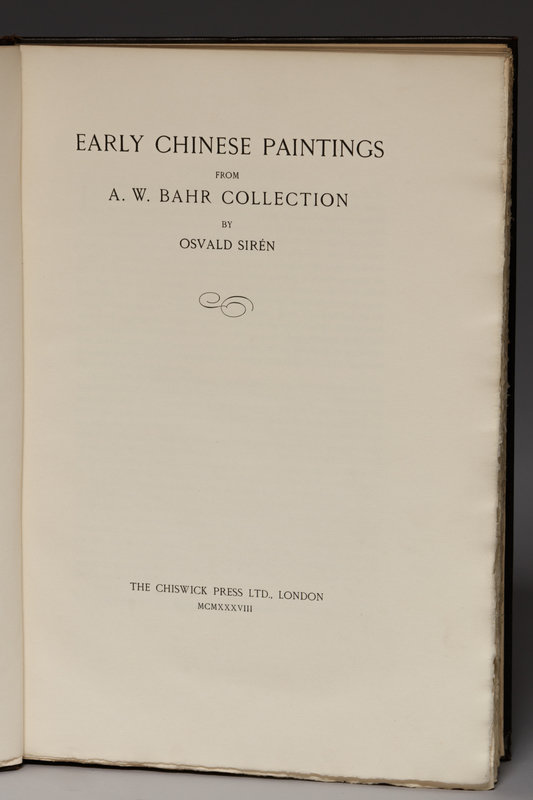 EARLY CHINESE PAINTINGS
FROM
A. W. BAHR COLLECTION
BY
OSVALD SIRÉN
THE CHISWICK PRESS LTD., LONDON
MCMXXXVIII